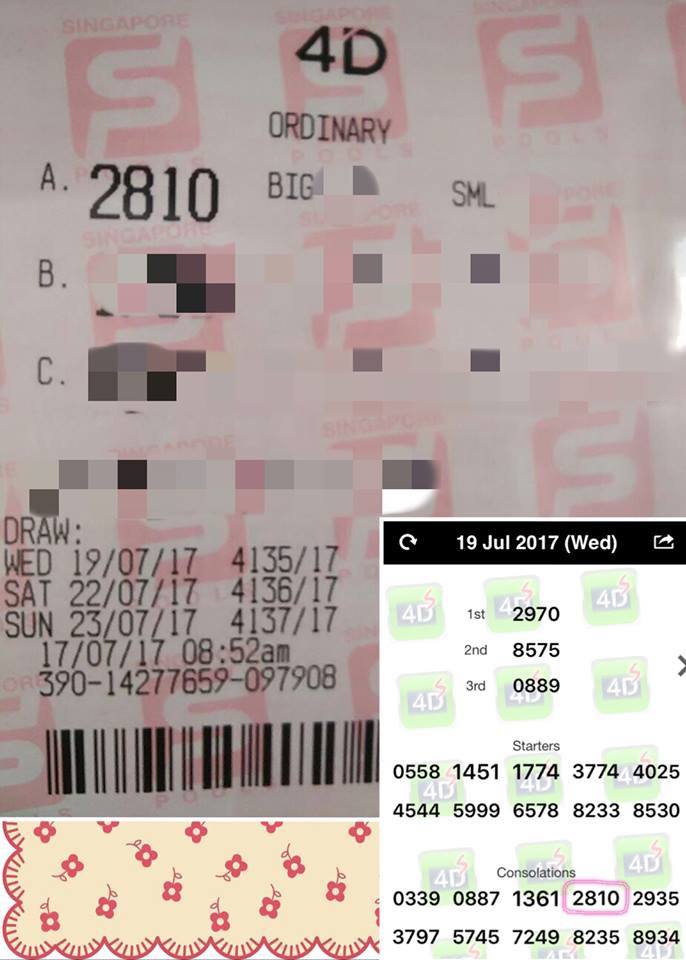 4D
ORDINARY
A. 2810 BIG SML
B.
C.
DRAW:
WED 19/07/17 4135/17
SAT 22/07/17 4136/17
SUN 23/07/17 4137/17
17/07/17 08:52am
390-14277659-097908
19 Jul 2017 (Wed)
1st 2970
2nd 8575
3rd 0889
Starters
0558 1451 1774 3774 4025
4544 5999 6578 8233 8530
Consolations
0339 0887 1361 2810 2935
3797 5745 7249 8235 8934
SINGAPORE
POOLS